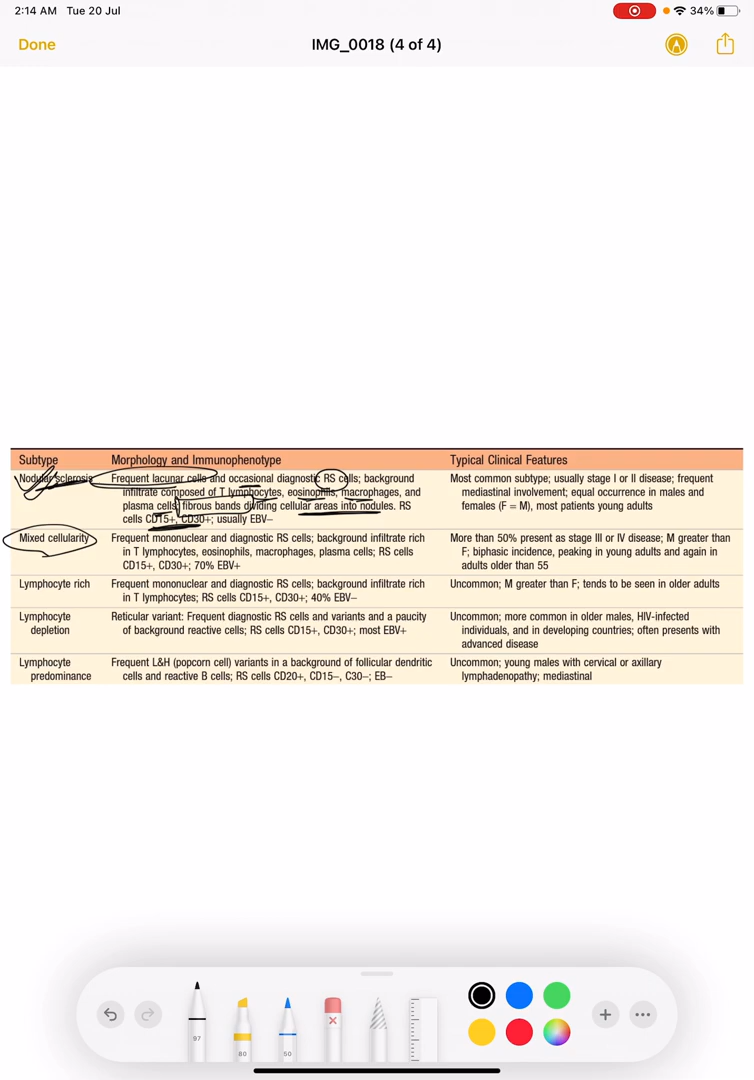 2:14 AM Tue 20 Jul
34%
Done
IMG_0018 (4 of 4)
Subtype Morphology and Immunophenotype Typical Clinical Features
Nodular sclerosis
Frequent lacunar cells and occasional diagnostic RS cells; background
infiltrate composed of T lymphocytes, eosinophils, macrophages, and
plasma cells; fibrous bands dividing cellular areas into nodules. RS
cells CD15+, CD30+; usually EBV–
Most common subtype; usually stage I or II disease; frequent
mediastinal involvement; equal occurrence in males and
females (F = M), most patients young adults
Mixed cellularity
Frequent mononuclear and diagnostic RS cells; background infiltrate rich
in T lymphocytes, eosinophils, macrophages, plasma cells; RS cells
CD15+, CD30+; 70% EBV+
More than 50% present as stage III or IV disease; M greater than
F; biphasic incidence, peaking in young adults and again in
adults older than 55
Lymphocyte rich
Frequent mononuclear and diagnostic RS cells; background infiltrate rich
in T lymphocytes; RS cells CD15+, CD30+; 40% EBV–
Uncommon; M greater than F; tends to be seen in older adults
Lymphocyte
depletion
Reticular variant: Frequent diagnostic RS cells and variants and a paucity
of background reactive cells; RS cells CD15+, CD30+; most EBV+
Uncommon; more common in older males, HIV-infected
individuals, and in developing countries; often presents with
advanced disease
Lymphocyte
predominance
Frequent L&H (popcorn cell) variants in a background of follicular dendritic
cells and reactive B cells; RS cells CD20+, CD15–, C30–; EB–
Uncommon; young males with cervical or axillary
lymphadenopathy; mediastinal
97
80
50